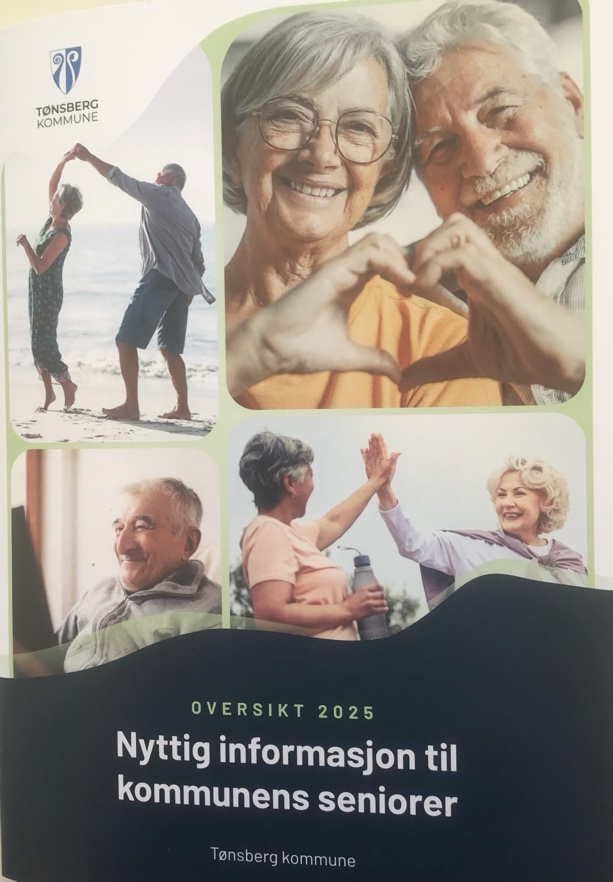 TØNSBERG
KOMMUNE
OVERSIKT 2025
Nyttig informasjon til
kommunens seniorer
Tønsberg kommune